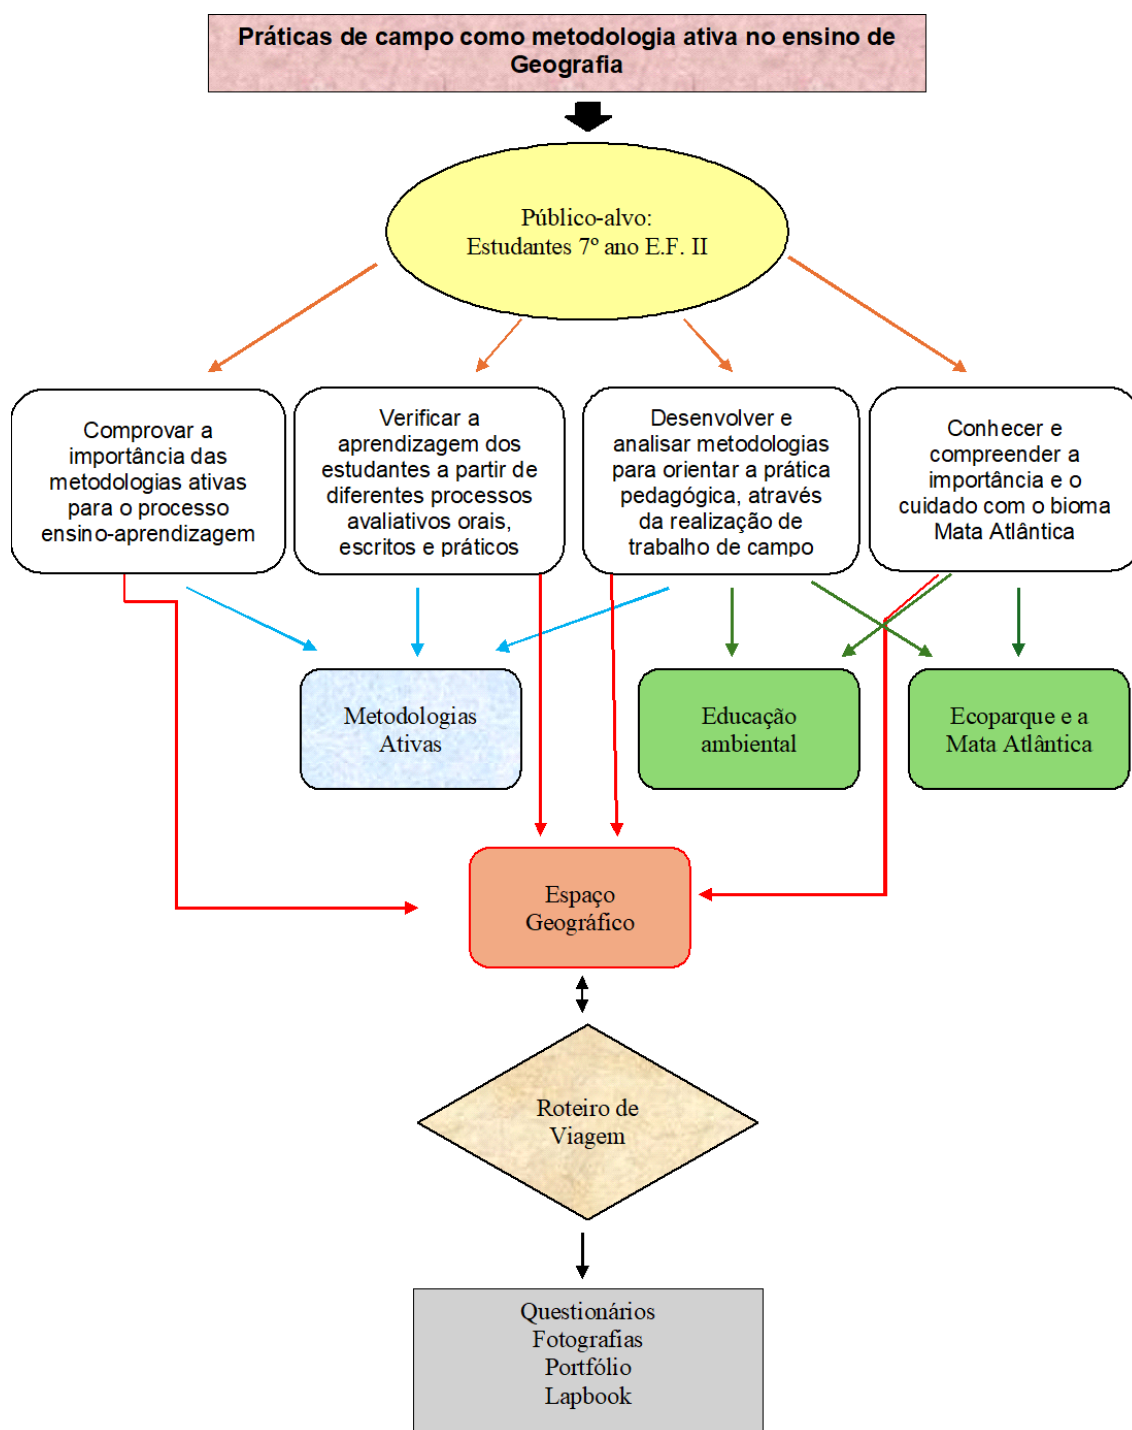 Práticas de campo como metodologia ativa no ensino de
Geografia
Público-alvo:
Estudantes 7º ano E.F. II
Comprovar a
importância das
metodologias ativas
para o processo
ensino-aprendizagem
Verificar a
aprendizagem dos
estudantes a partir de
diferentes processos
avaliativos orais,
escritos e práticos
Desenvolver e
analisar metodologias
para orientar a prática
pedagógica, através
da realização de
trabalho de campo
Conhecer e
compreender a
importância e o
cuidado com o bioma
Mata Atlântica
Metodologias
Ativas
Educação
ambiental
Ecoparque e a
Mata Atlântica
Espaço
Geográfico
Roteiro de
Viagem
Questionários
Fotografias
Portfólio
Lapbook